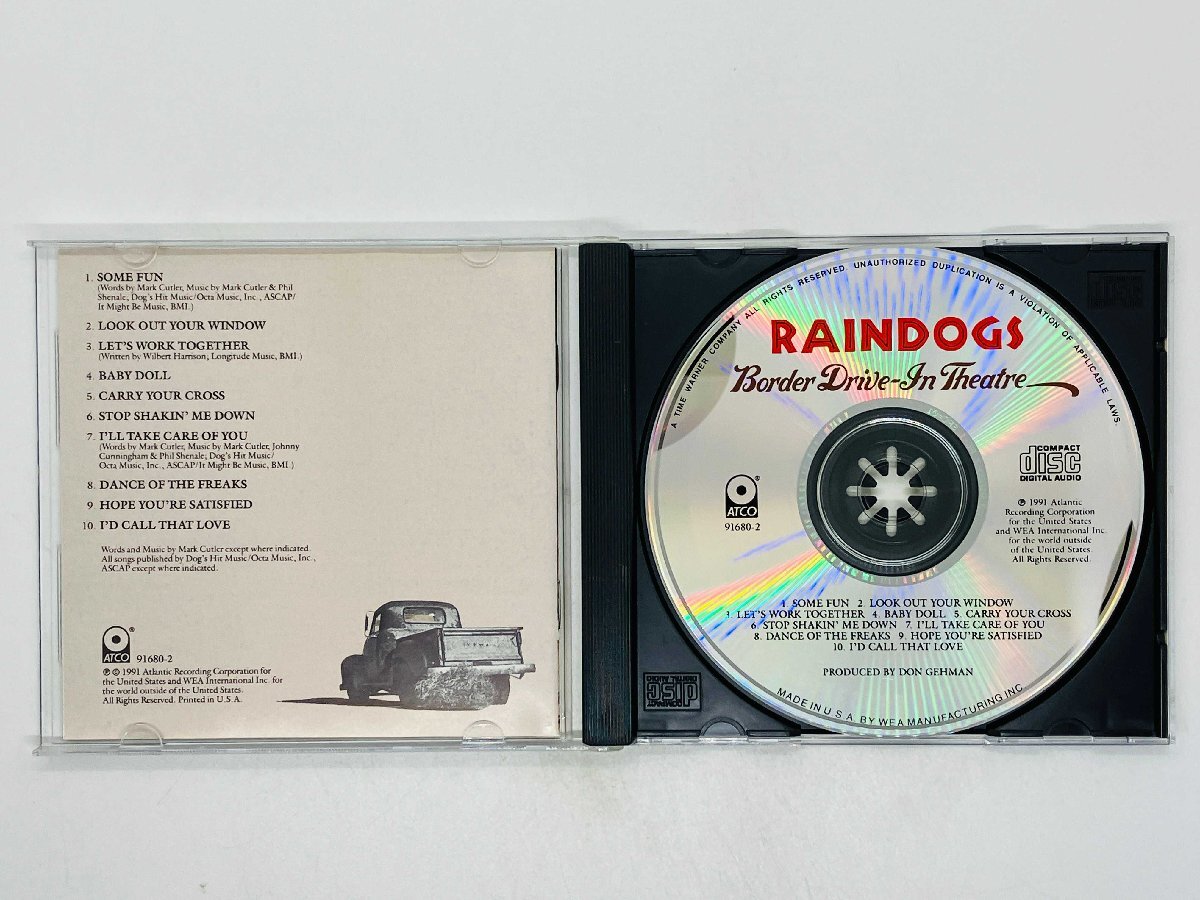 1. SOME FUN
(Words by Mark Cutler, Music by Mark Cutler & Phil
Shenale, Dog's Hit Music/Octa Music, Inc., ASCAP/
It Might Be Music, BMI.)
2. LOOK OUT YOUR WINDOW
3. LET'S WORK TOGETHER
(Written by Wilbert Harrison, Longitude Music, BMI.)
4. BABY DOLL
5. CARRY YOUR CROSS
6. STOP SHAKIN' ME DOWN
7. I'LL TAKE CARE OF YOU
(Words by Mark Cutler, Music by Mark Cutler, Johnny
Cunningham & Phil Shenale; Dog's Hit Music/
Octa Music, Inc., ASCAP/It Might Be Music, BMI.)
8. DANCE OF THE FREAKS
9. HOPE YOU'RE SATISFIED
10. I'D CALL THAT LOVE
Words and Music by Mark Cutler except where indicated.
All songs published by Dog's Hit Music/Octa Music, Inc.,
ASCAP except where indicated.
ATCO®
91680-2
℗ © 1991 Atlantic Recording Corporation for
the United States and WEA International Inc. for
the world outside of the United States.
All Rights Reserved. Printed in U.S.A.
A TIME WARNER COMPANY ALL RIGHTS RESERVED. UNAUTHORIZED DUPLICATION IS A VIOLATION OF APPLICABLE LAWS.
RAINDOGS
Border Drive-In Theatre
ATCO®
91680-2
COMPACT
disc
DIGITAL AUDIO
℗ 1991 Atlantic
Recording Corporation
for the United States
and WEA International Inc.
for the world outside
of the United States.
All Rights Reserved.
1. SOME FUN 2. LOOK OUT YOUR WINDOW
3. LET'S WORK TOGETHER 4. BABY DOLL 5. CARRY YOUR CROSS
6. STOP SHAKIN' ME DOWN 7. I'LL TAKE CARE OF YOU
8. DANCE OF THE FREAKS 9. HOPE YOU'RE SATISFIED
10. I'D CALL THAT LOVE
PRODUCED BY DON GEHMAN
MADE IN U.S.A. BY WEA MANUFACTURING INC.
COMPACT
disc
DIGITAL AUDIO